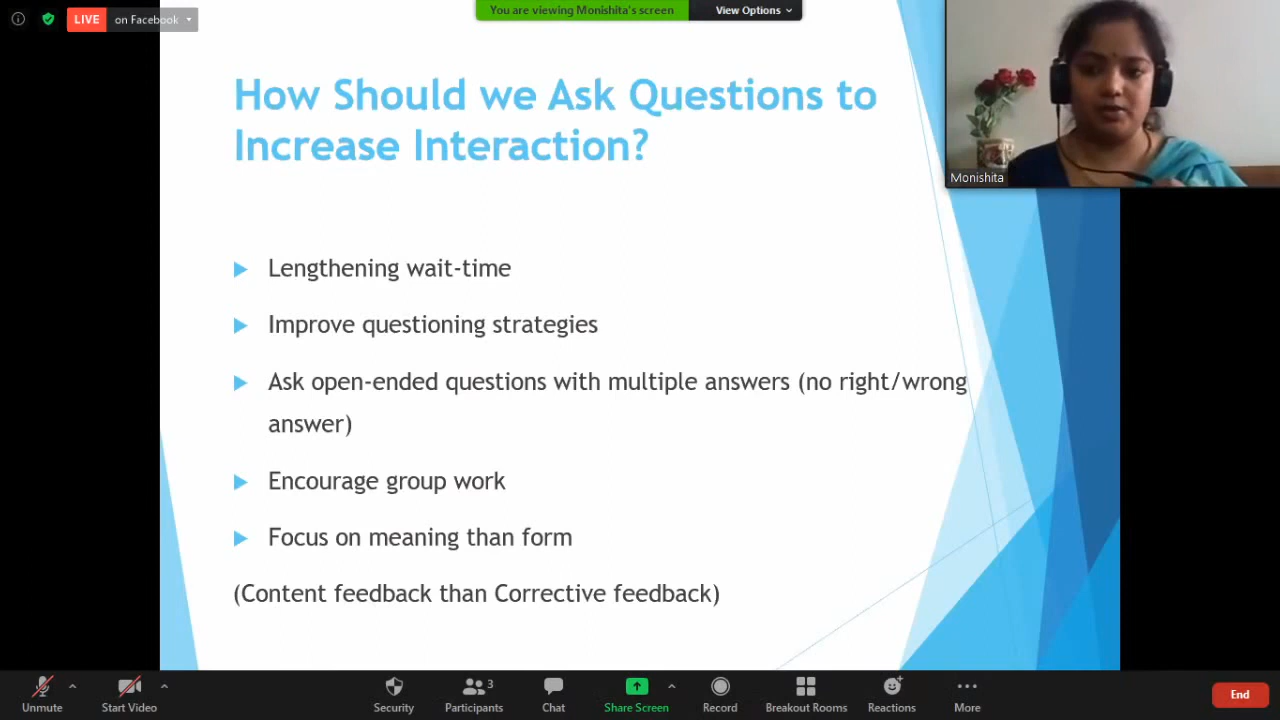 LIVE on Facebook
You are viewing Monishita's screen View Options
How Should we Ask Questions to
Increase Interaction?
Monishita
Lengthening wait-time
Improve questioning strategies
Ask open-ended questions with multiple answers (no right/wrong
answer)
Encourage group work
Focus on meaning than form
(Content feedback than Corrective feedback)
3
Unmute Start Video Security Participants Chat Share Screen Record Breakout Rooms Reactions More End